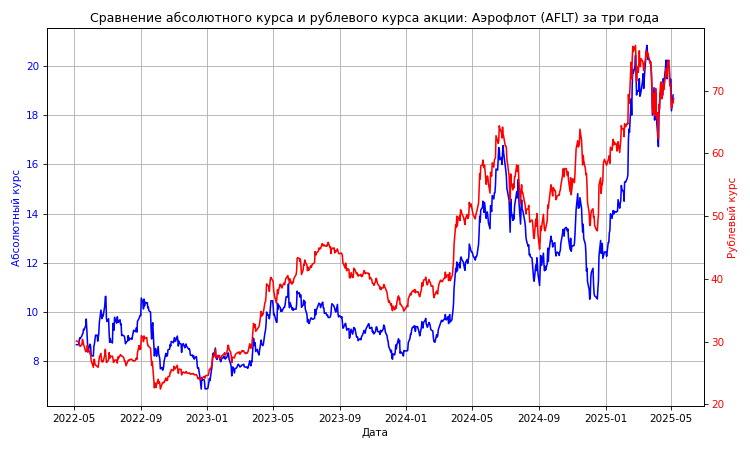 Сравнение абсолютного курса и рублевого курса акции: Аэрофлот (AFLT) за три года
Абсолютный курс
20
18
16
14
12
10
8
70
60
50
40
30
20
Рублевый курс
2022-05 2022-09 2023-01 2023-05 2023-09 2024-01 2024-05 2024-09 2025-01 2025-05
Дата